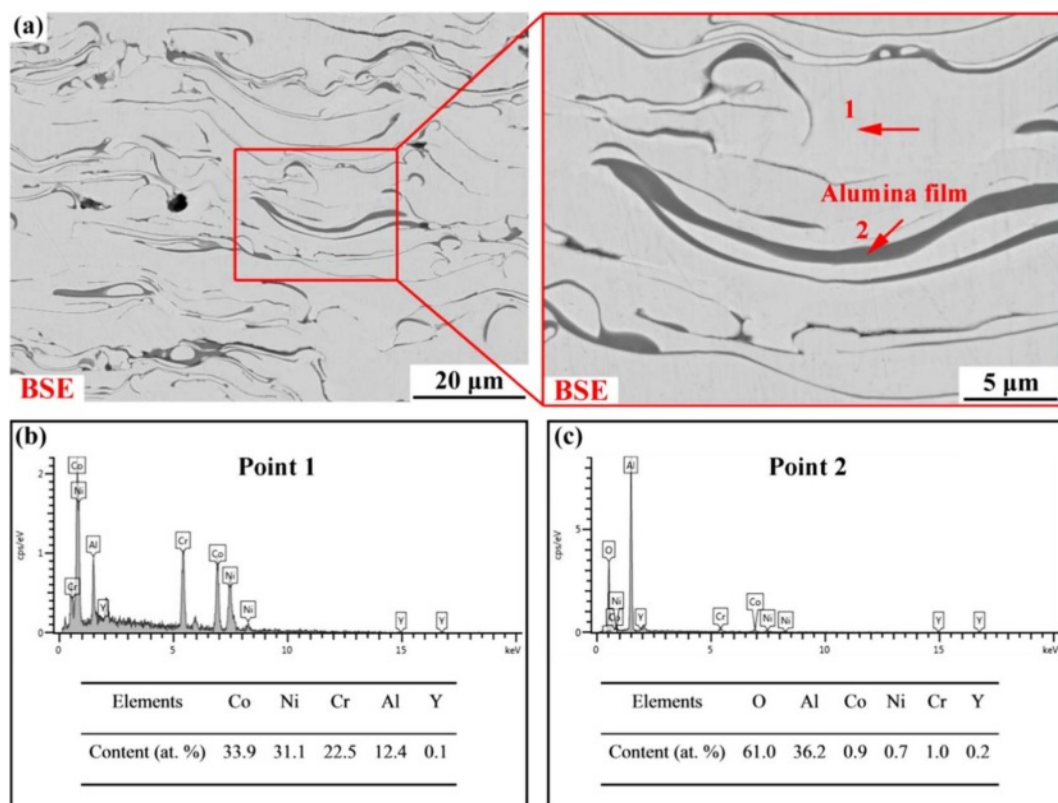 (a)
1
Alumina film
2
BSE
20 μm
BSE
5 μm
(b)
Point 1
Co
Ni
Al
Cr
Y
Cr
Co
Ni
Ni
Y
Y
cps/eV
2
1
0
0
5
10
15
keV
Elements Co Ni Cr Al Y
Content (at. %) 33.9 31.1 22.5 12.4 0.1
(c)
Point 2
Al
O
Ni
Y
Cr
Co
Ni
Ni
Y
Y
cps/eV
5
0
0
5
10
15
keV
Elements O Al Co Ni Cr Y
Content (at. %) 61.0 36.2 0.9 0.7 1.0 0.2